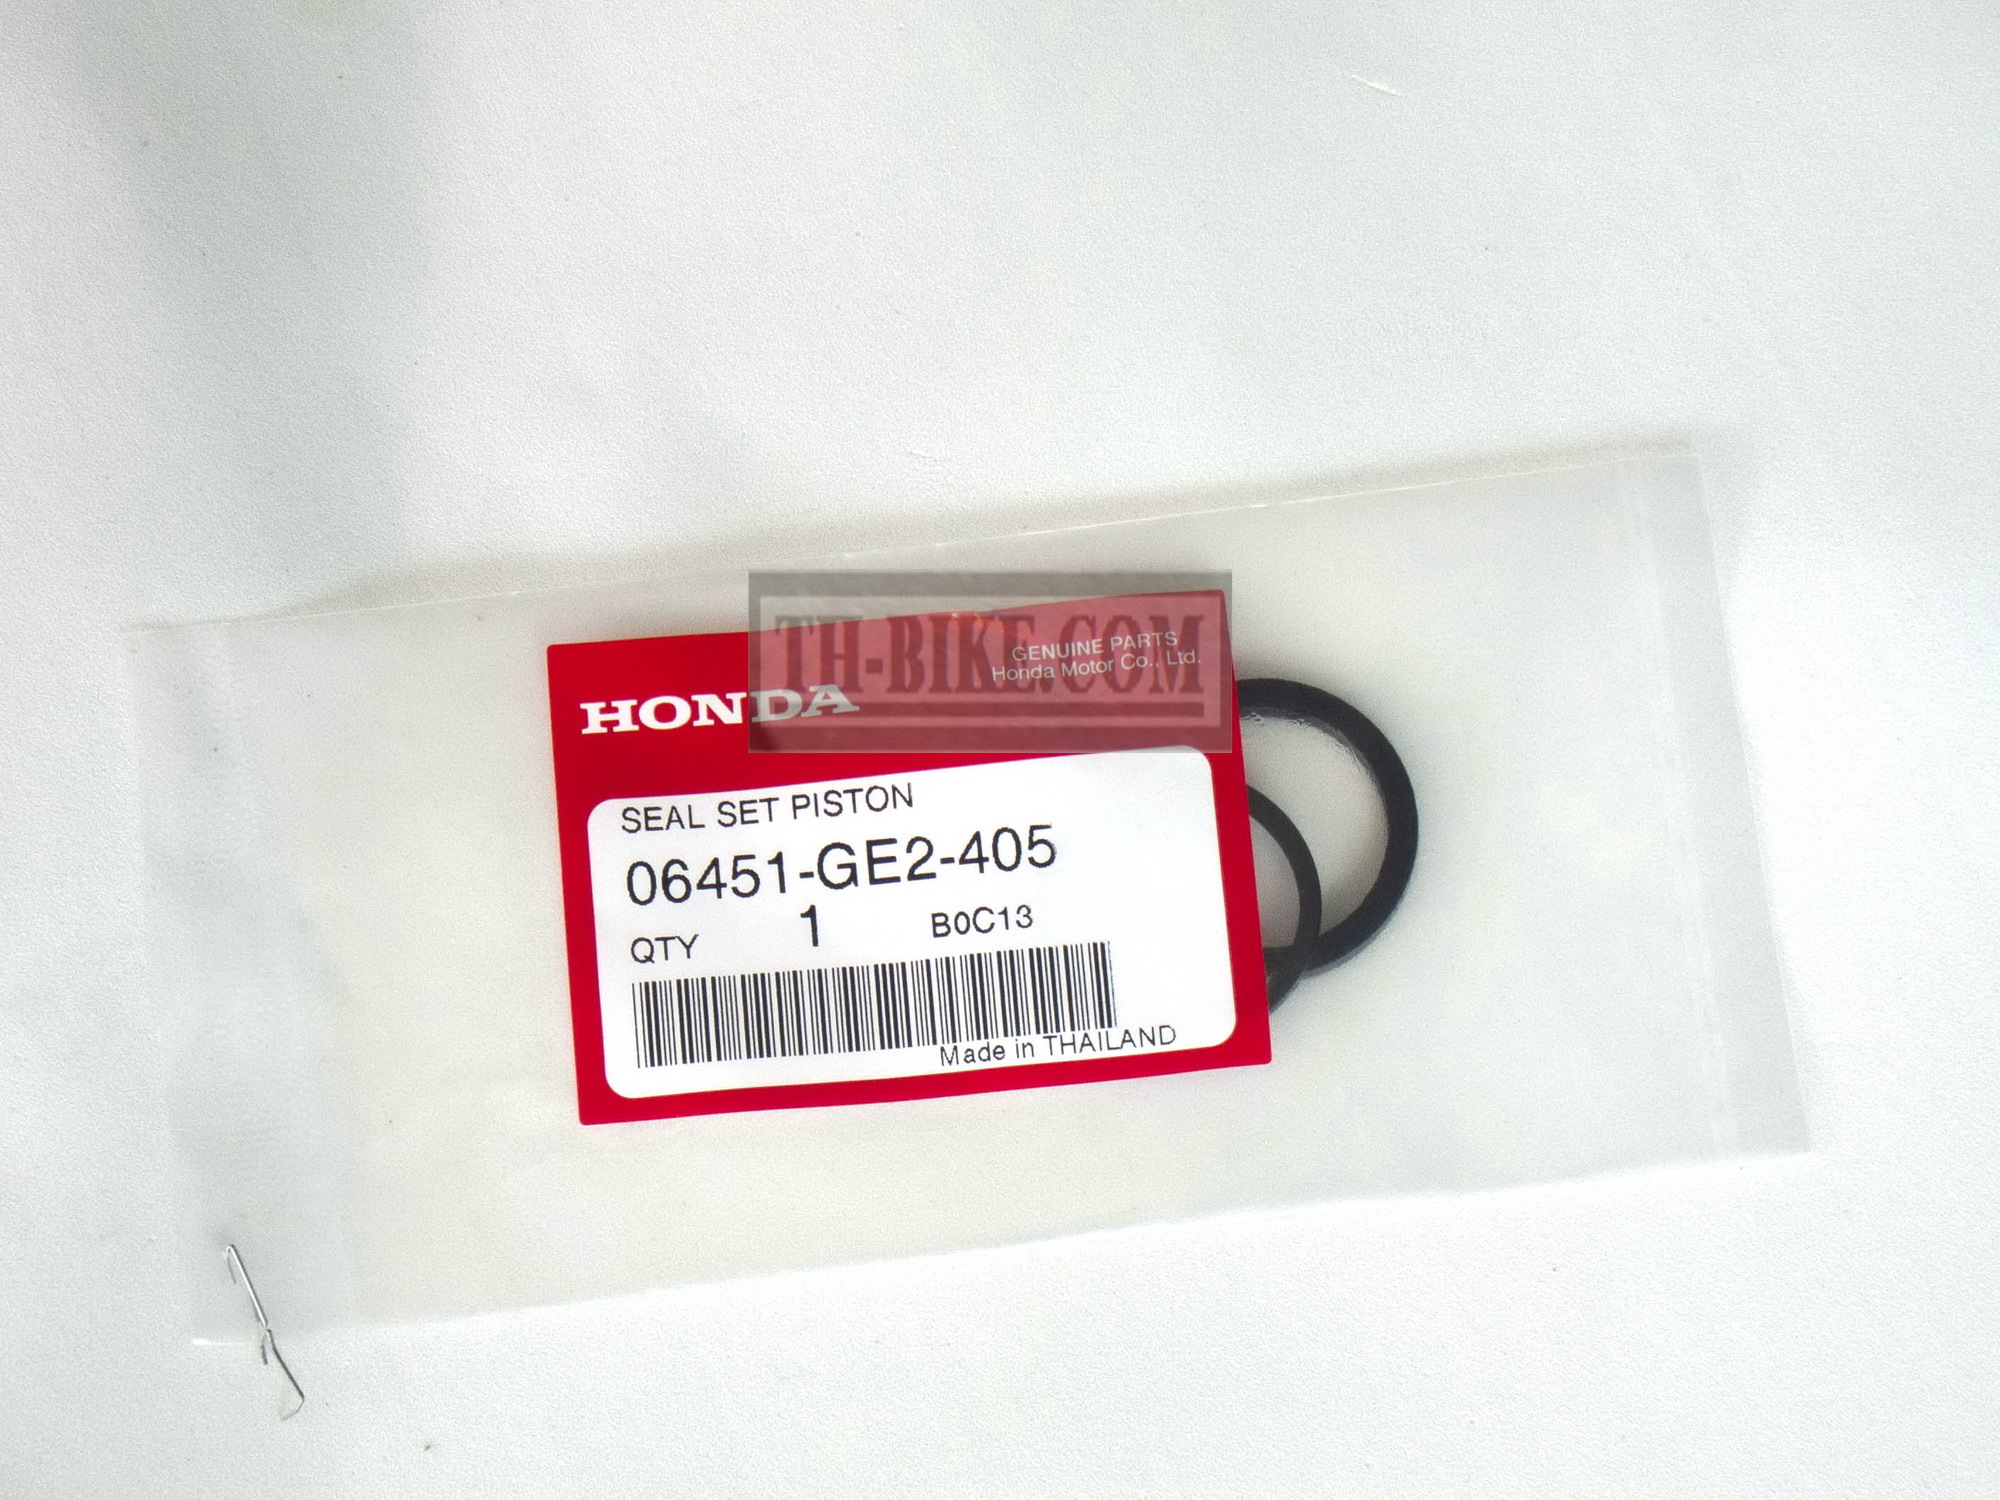 TH-BIKE.COM
GENUINE PARTS
Honda Motor Co., Ltd.
HONDA
SEAL SET PISTON
06451-GE2-405
QTY 1 B0C13
Made in THAILAND